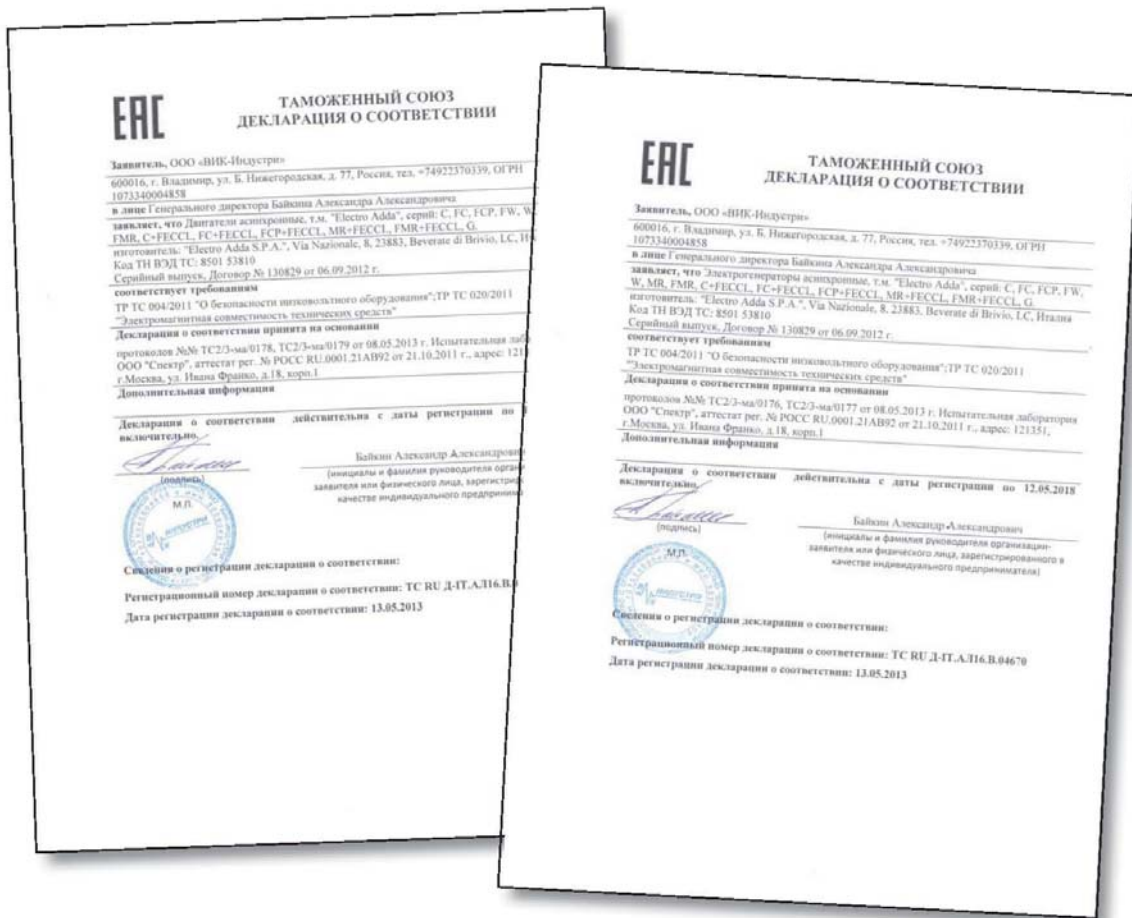 EAC
ТАМОЖЕННЫЙ СОЮЗ
ДЕКЛАРАЦИЯ О СООТВЕТСТВИИ
Заявитель, ООО «ВИК-Индустри»
600016, г. Владимир, ул. Б. Нижегородская, д. 77, Россия, тел. +74922370339, ОГРН
1073340004858
в лице Генерального директора Байкина Александра Александровича
заявляет, что Двигатели асинхронные, т.м. "Electro Adda", серий: C, FC, FCP, FW, W,
FMR, C+FECCL, FC+FECCL, FCP+FECCL, MR+FECCL, FMR+FECCL, G.
изготовитель: "Electro Adda S.P.A.", Via Nazionale, 8, 23883, Beverate di Brivio, LC,
Код ТН ВЭД ТС: 8501 53810
Серийный выпуск, Договор № 130829 от 06.09.2012 г.
соответствует требованиям
ТР ТС 004/2011 "О безопасности низковольтного оборудования";ТР ТС 020/2011
"Электромагнитная совместимость технических средств"
Декларация о соответствии принята на основании
протоколов №№ ТС2/3-ма/0178, ТС2/3-ма/0179 от 08.05.2013 г. Испытательная
ООО "Спектр", аттестат рег. № РОСС RU.0001.21АВ92 от 21.10.2011 г., адрес:
г.Москва, ул. Ивана Франко, д.18, корп.1
Дополнительная информация
Декларация о соответствии действительна с даты регистрации по
включительно.
(подпись)
Байкин Александр Александрович
(инициалы и фамилия руководителя
заявителя или физического лица,
качестве индивидуального
М.П.
ИНДУСТРИ
Сведения о регистрации декларации о соответствии:
Регистрационный номер декларации о соответствии: ТС RU Д-IT.АЛ16.В.
Дата регистрации декларации о соответствии: 13.05.2013
EAC
ТАМОЖЕННЫЙ СОЮЗ
ДЕКЛАРАЦИЯ О СООТВЕТСТВИИ
Заявитель, ООО «ВИК-Индустри»
600016, г. Владимир, ул. Б. Нижегородская, д. 77, Россия, тел. +74922370339, ОГРН
1073340004858
в лице Генерального директора Байкина Александра Александровича
заявляет, что Электрогенераторы асинхронные, т.м. "Electro Adda", серий: C, FC, FCP, FW,
W, MR, FMR, C+FECCL, FC+FECCL, FCP+FECCL, MR+FECCL, FMR+FECCL, G.
изготовитель: "Electro Adda S.P.A.", Via Nazionale, 8, 23883, Beverate di Brivio, LC, Италия
Код ТН ВЭД ТС: 8501 53810
Серийный выпуск, Договор № 130829 от 06.09.2012 г.
соответствует требованиям
ТР ТС 004/2011 "О безопасности низковольтного оборудования";ТР ТС 020/2011
"Электромагнитная совместимость технических средств"
Декларация о соответствии принята на основании
протоколов №№ ТС2/3-ма/0176, ТС2/3-ма/0177 от 08.05.2013 г. Испытательная лаборатория
ООО "Спектр", аттестат рег. № РОСС RU.0001.21АВ92 от 21.10.2011 г., адрес: 121351,
г.Москва, ул. Ивана Франко, д.18, корп.1
Дополнительная информация
Декларация о соответствии действительна с даты регистрации по 12.05.2018
включительно.
(подпись)
Байкин Александр Александрович
(инициалы и фамилия руководителя организации-
заявителя или физического лица, зарегистрированного в
качестве индивидуального предпринимателя)
М.П.
ИНДУСТРИ
Сведения о регистрации декларации о соответствии:
Регистрационный номер декларации о соответствии: ТС RU Д-IT.АЛ16.В.04670
Дата регистрации декларации о соответствии: 13.05.2013